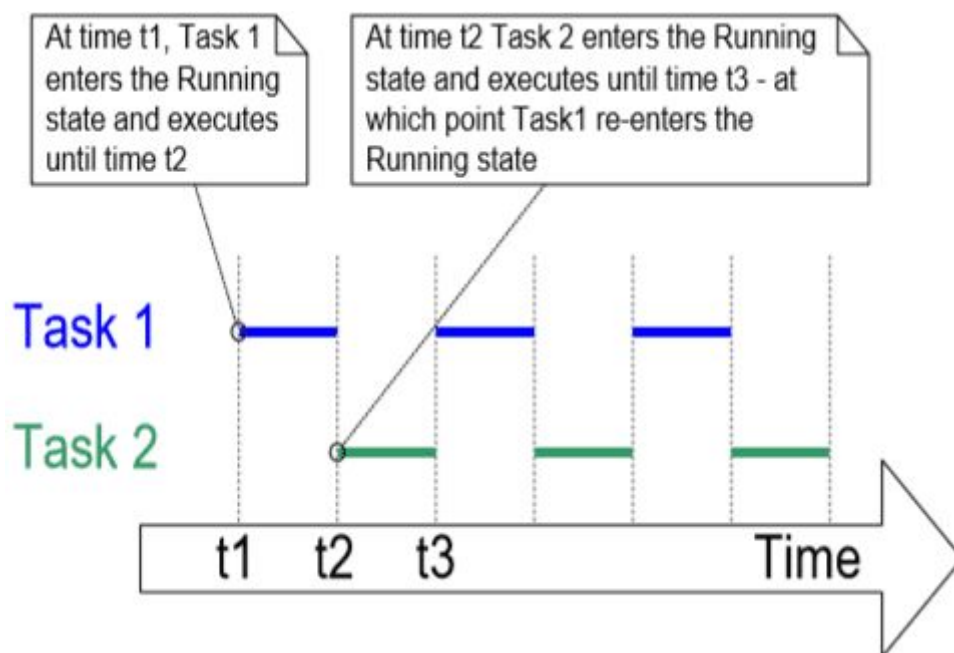 At time t1, Task 1
enters the Running
state and executes
until time t2
At time t2 Task 2 enters the Running
state and executes until time t3 - at
which point Task1 re-enters the
Running state
Task 1
Task 2
t1 t2 t3 Time